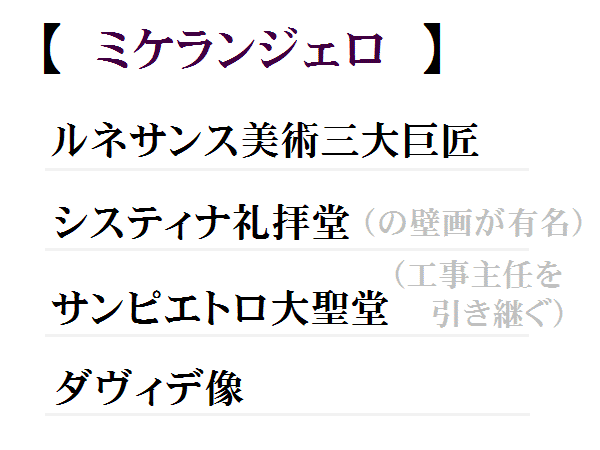 【 ミケランジェロ 】
ルネサンス美術三大巨匠
システィナ礼拝堂（の壁画が有名）
サンピエトロ大聖堂（工事主任を
引き継ぐ）
ダヴィデ像